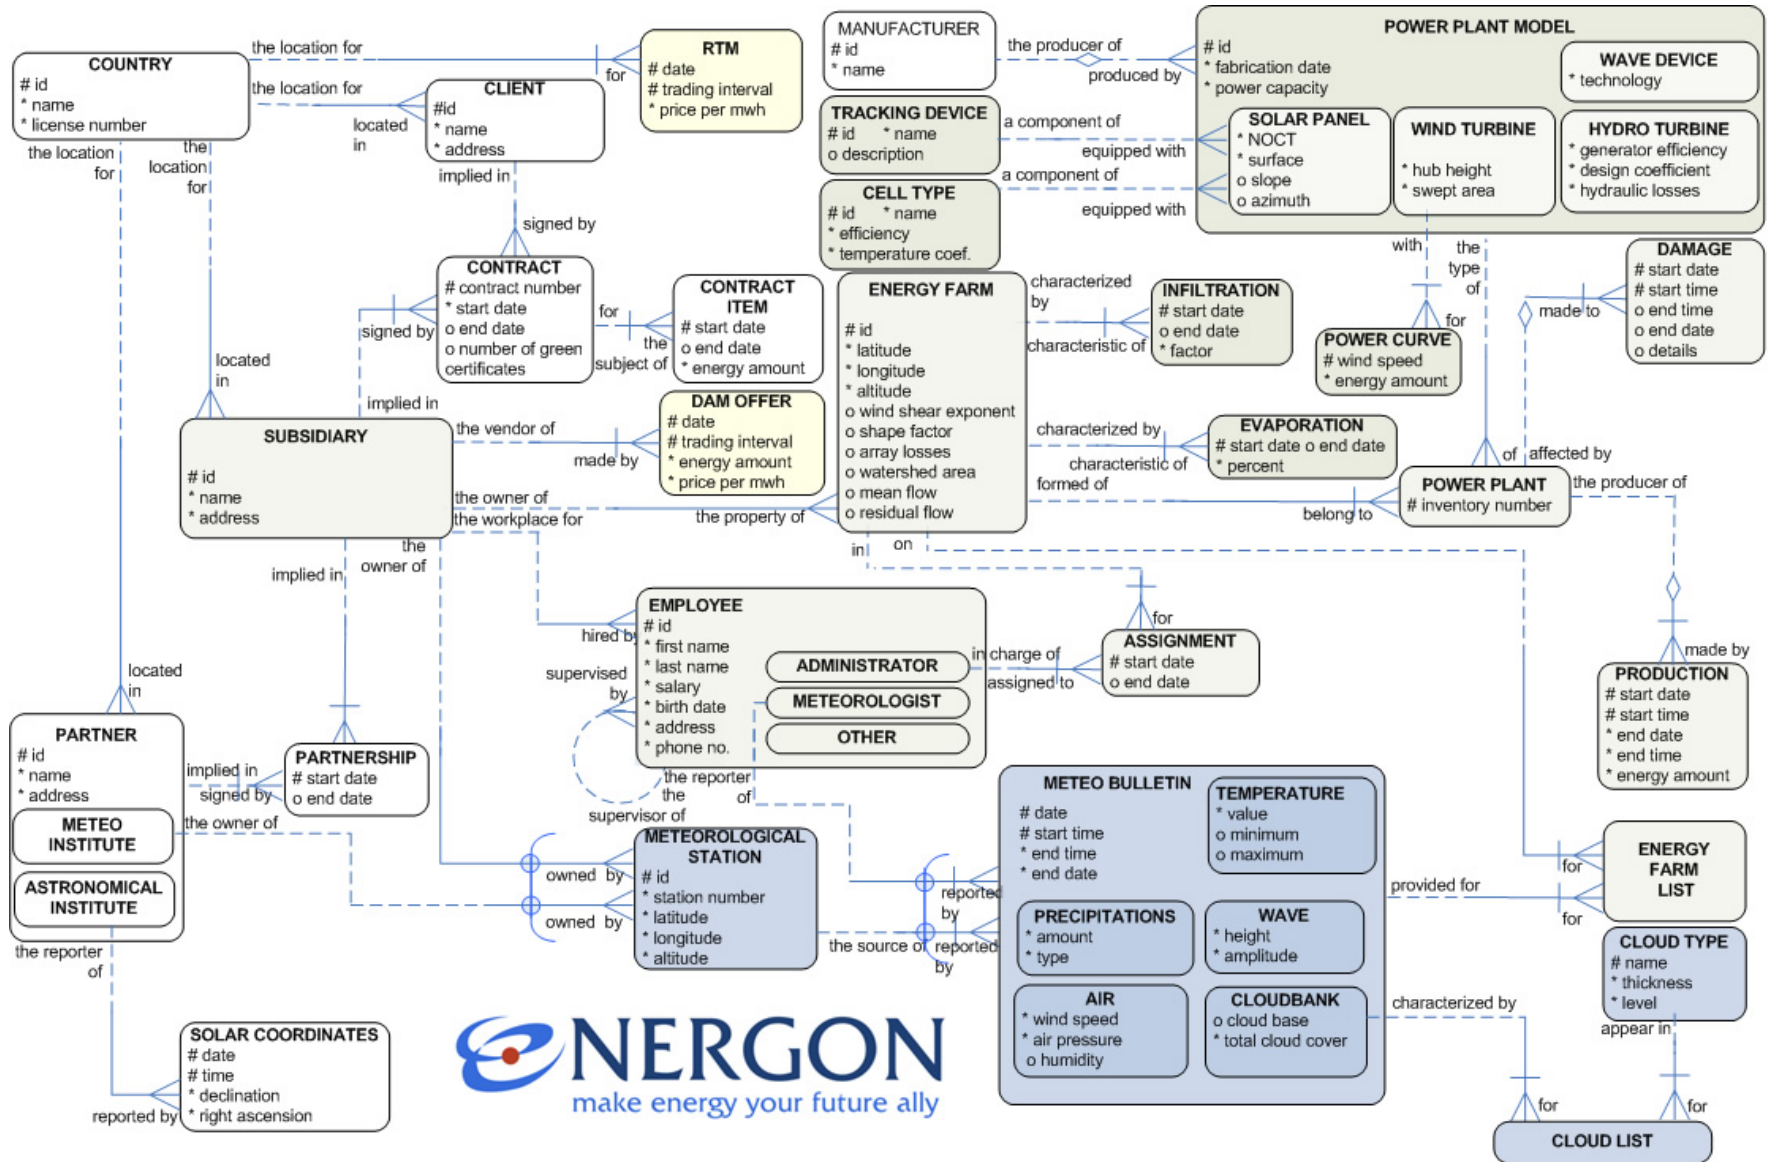 COUNTRY
# id
* name
* license number
the location for
the location for
for
RTM
# date
# trading interval
* price per mwh
CLIENT
#id
* name
* address
located
in
the location
for
the
location
for
implied in
signed by
MANUFACTURER
# id
* name
the producer of
produced by
POWER PLANT MODEL
# id
* fabrication date
* power capacity
WAVE DEVICE
* technology
TRACKING DEVICE
# id * name
o description
a component of
equipped with
SOLAR PANEL
* NOCT
* surface
o slope
o azimuth
WIND TURBINE
* hub height
* swept area
HYDRO TURBINE
* generator efficiency
* design coefficient
* hydraulic losses
CELL TYPE
# id * name
* efficiency
* temperature coef.
a component of
equipped with
with
for
the
type
of
DAMAGE
# start date
# start time
o end time
o end date
o details
made to
CONTRACT
# contract number
* start date
o end date
o number of green
certificates
signed by
implied in
for
the
subject of
CONTRACT
ITEM
# start date
o end date
* energy amount
ENERGY FARM
# id
* latitude
* longitude
* altitude
o wind shear exponent
o shape factor
o array losses
o watershed area
o mean flow
o residual flow
characterized
by
characteristic of
INFILTRATION
# start date
o end date
* factor
POWER CURVE
# wind speed
* energy amount
located
in
SUBSIDIARY
# id
* name
* address
the vendor of
made by
DAM OFFER
# date
# trading interval
* energy amount
* price per mwh
the owner of
the property of
the workplace for
characterized by
characteristic of
EVAPORATION
# start date o end date
* percent
formed of
belong to
of
affected by
POWER PLANT
# inventory number
the producer of
made by
the
owner of
implied in
in
on
hired by
EMPLOYEE
# id
* first name
* last name
* salary
* birth date
* address
* phone no.
ADMINISTRATOR
METEOROLOGIST
OTHER
supervised
by
the
supervisor of
the reporter
of
in charge of
assigned to
for
ASSIGNMENT
# start date
o end date
PRODUCTION
# start date
# start time
* end date
* end time
* energy amount
located
in
PARTNER
# id
* name
* address
METEO
INSTITUTE
ASTRONOMICAL
INSTITUTE
implied in
signed by
PARTNERSHIP
# start date
o end date
the owner of
owned by
owned by
METEOROLOGICAL
STATION
# id
* station number
* latitude
* longitude
* altitude
the source of
reported
by
reported
by
METEO BULLETIN
# date
# start time
* end time
* end date
TEMPERATURE
* value
o minimum
o maximum
PRECIPITATIONS
* amount
* type
WAVE
* height
* amplitude
AIR
* wind speed
* air pressure
o humidity
CLOUDBANK
o cloud base
* total cloud cover
provided for
for
for
ENERGY
FARM
LIST
CLOUD TYPE
# name
* thickness
* level
characterized by
appear in
for
for
CLOUD LIST
the reporter
of
reported by
SOLAR COORDINATES
# date
# time
* declination
* right ascension
eNERGON
make energy your future ally